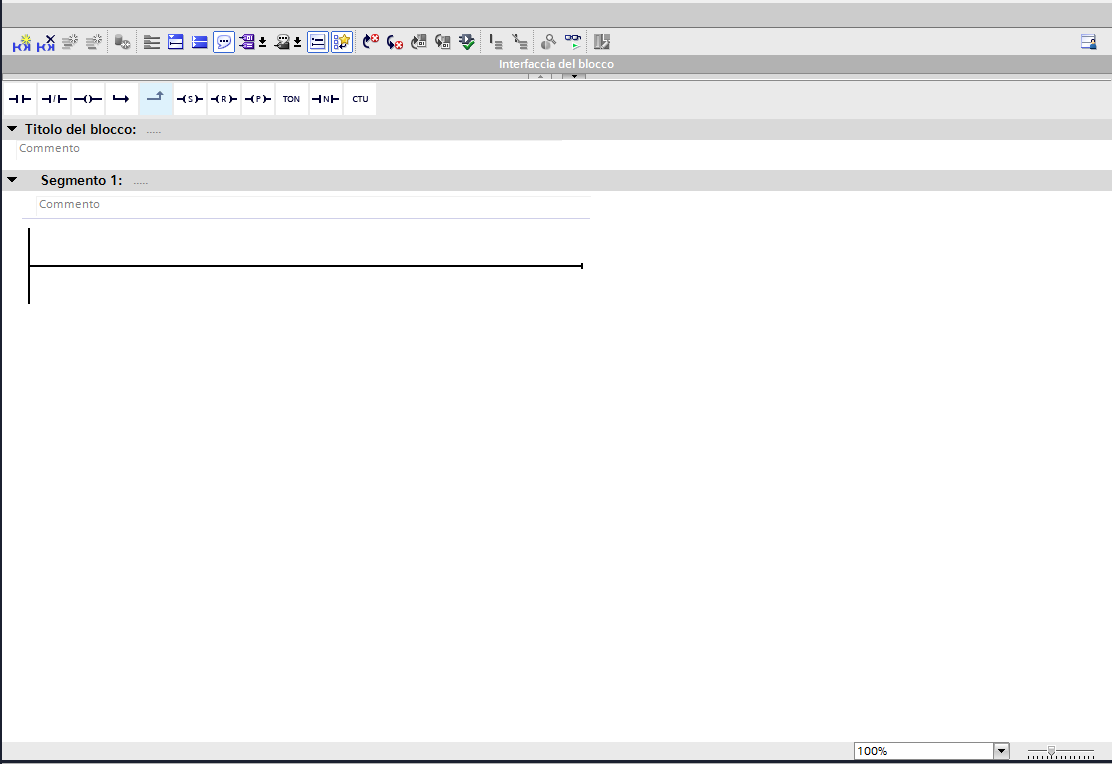 Interfaccia del blocco
S R P TON N CTU
Titolo del blocco: .....
Commento
Segmento 1: .....
Commento
100%